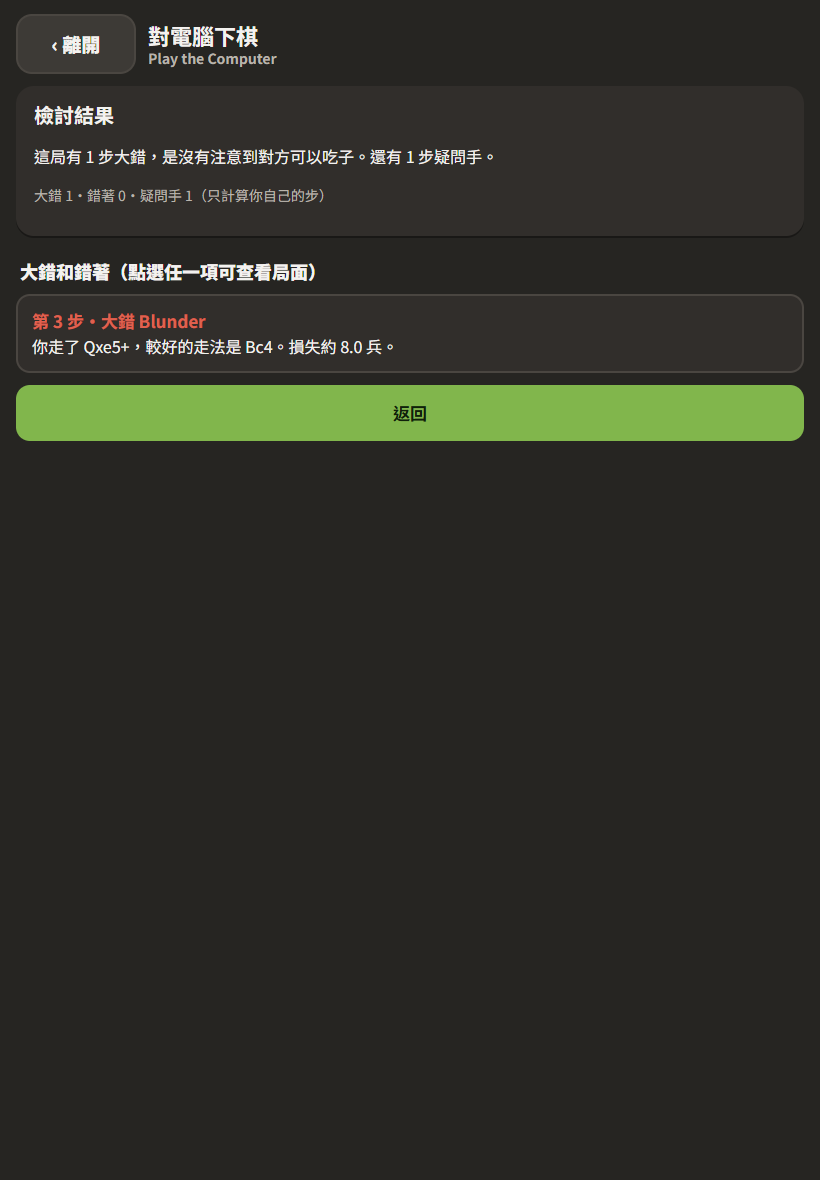 ‹ 離開
對電腦下棋
Play the Computer
檢討結果
這局有 1 步大錯，是沒有注意到對方可以吃子。還有 1 步疑問手。
大錯 1・錯著 0・疑問手 1（只計算你自己的步）
大錯和錯著（點選任一項可查看局面）
第 3 步・大錯 Blunder
你走了 Qxe5+，較好的走法是 Bc4。損失約 8.0 兵。
返回